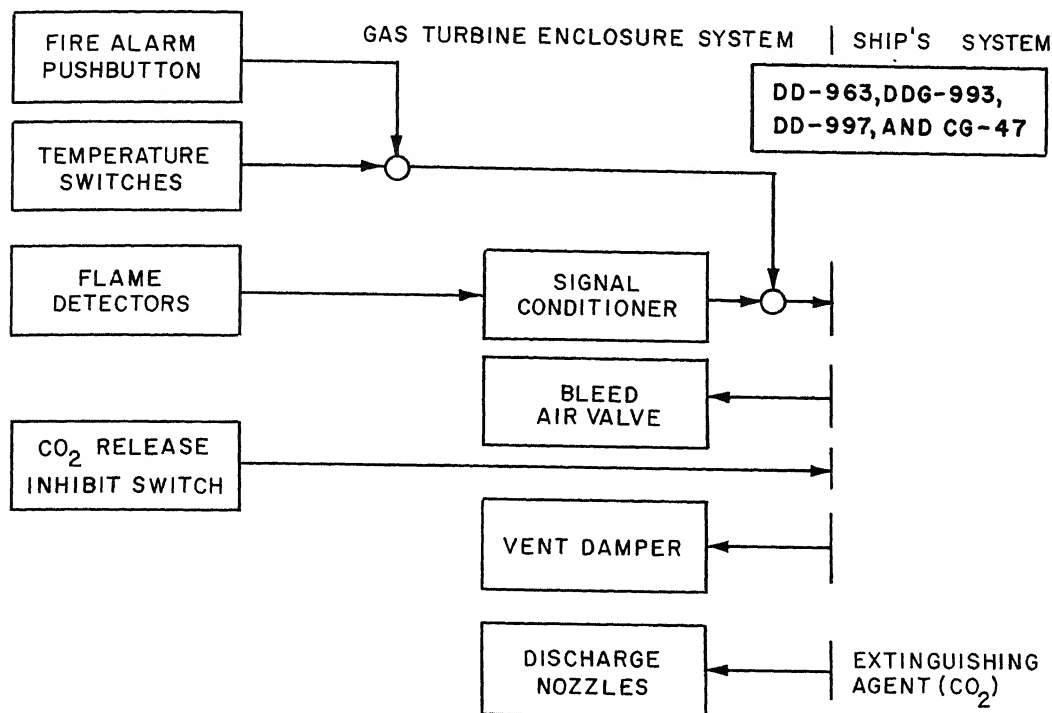 FIRE ALARM
PUSHBUTTON
GAS TURBINE ENCLOSURE SYSTEM
SHIP'S SYSTEM
DD-963, DDG-993,
DD-997, AND CG-47
TEMPERATURE
SWITCHES
FLAME
DETECTORS
SIGNAL
CONDITIONER
BLEED
AIR VALVE
CO₂ RELEASE
INHIBIT SWITCH
VENT DAMPER
DISCHARGE
NOZZLES
EXTINGUISHING
AGENT (CO₂)